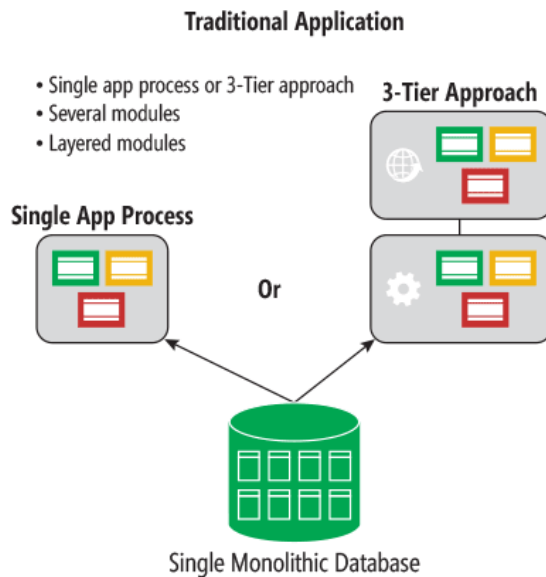 Traditional Application
• Single app process or 3-Tier approach
• Several modules
• Layered modules
3-Tier Approach
Single App Process
Or
Single Monolithic Database